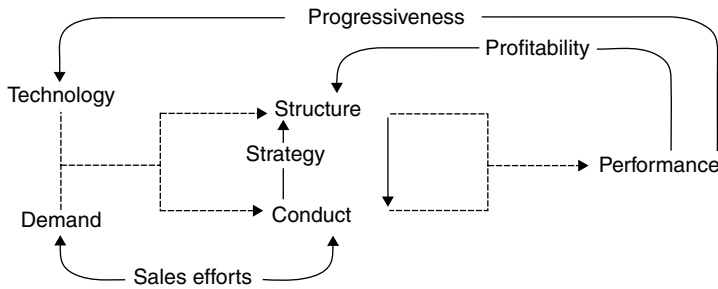 Progressiveness
Profitability
Technology
Structure
Strategy
Performance
Demand
Conduct
Sales efforts